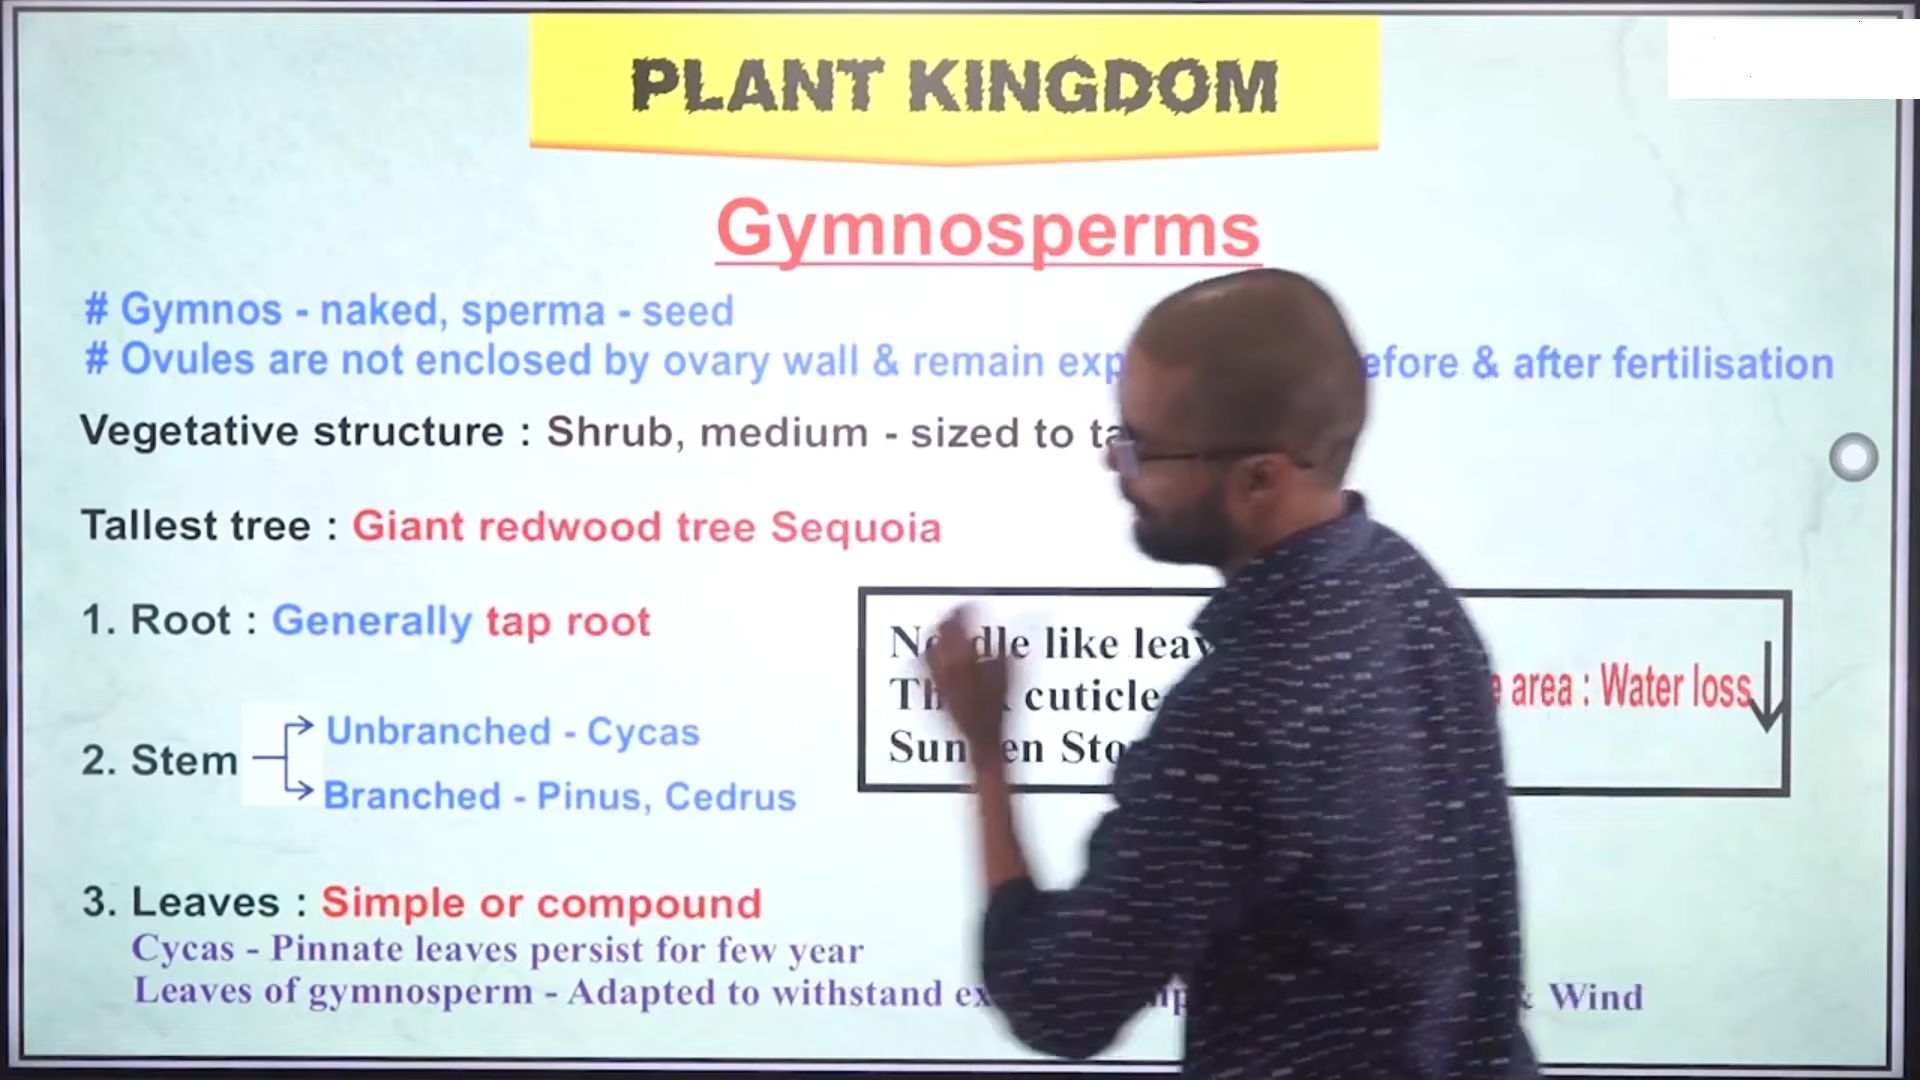 PLANT KINGDOM
Gymnosperms
# Gymnos - naked, sperma - seed
# Ovules are not enclosed by ovary wall & remain & after fertilisation
Vegetative structure : Shrub, medium - sized to
Tallest tree : Giant redwood tree Sequoia
1. Root : Generally tap root
like
cuticle
area : Water loss
2. Stem
Unbranched - Cycas
Branched - Pinus, Cedrus
3. Leaves : Simple or compound
Cycas - Pinnate leaves persist for few year
Leaves of gymnosperm - Adapted to withstand Wind